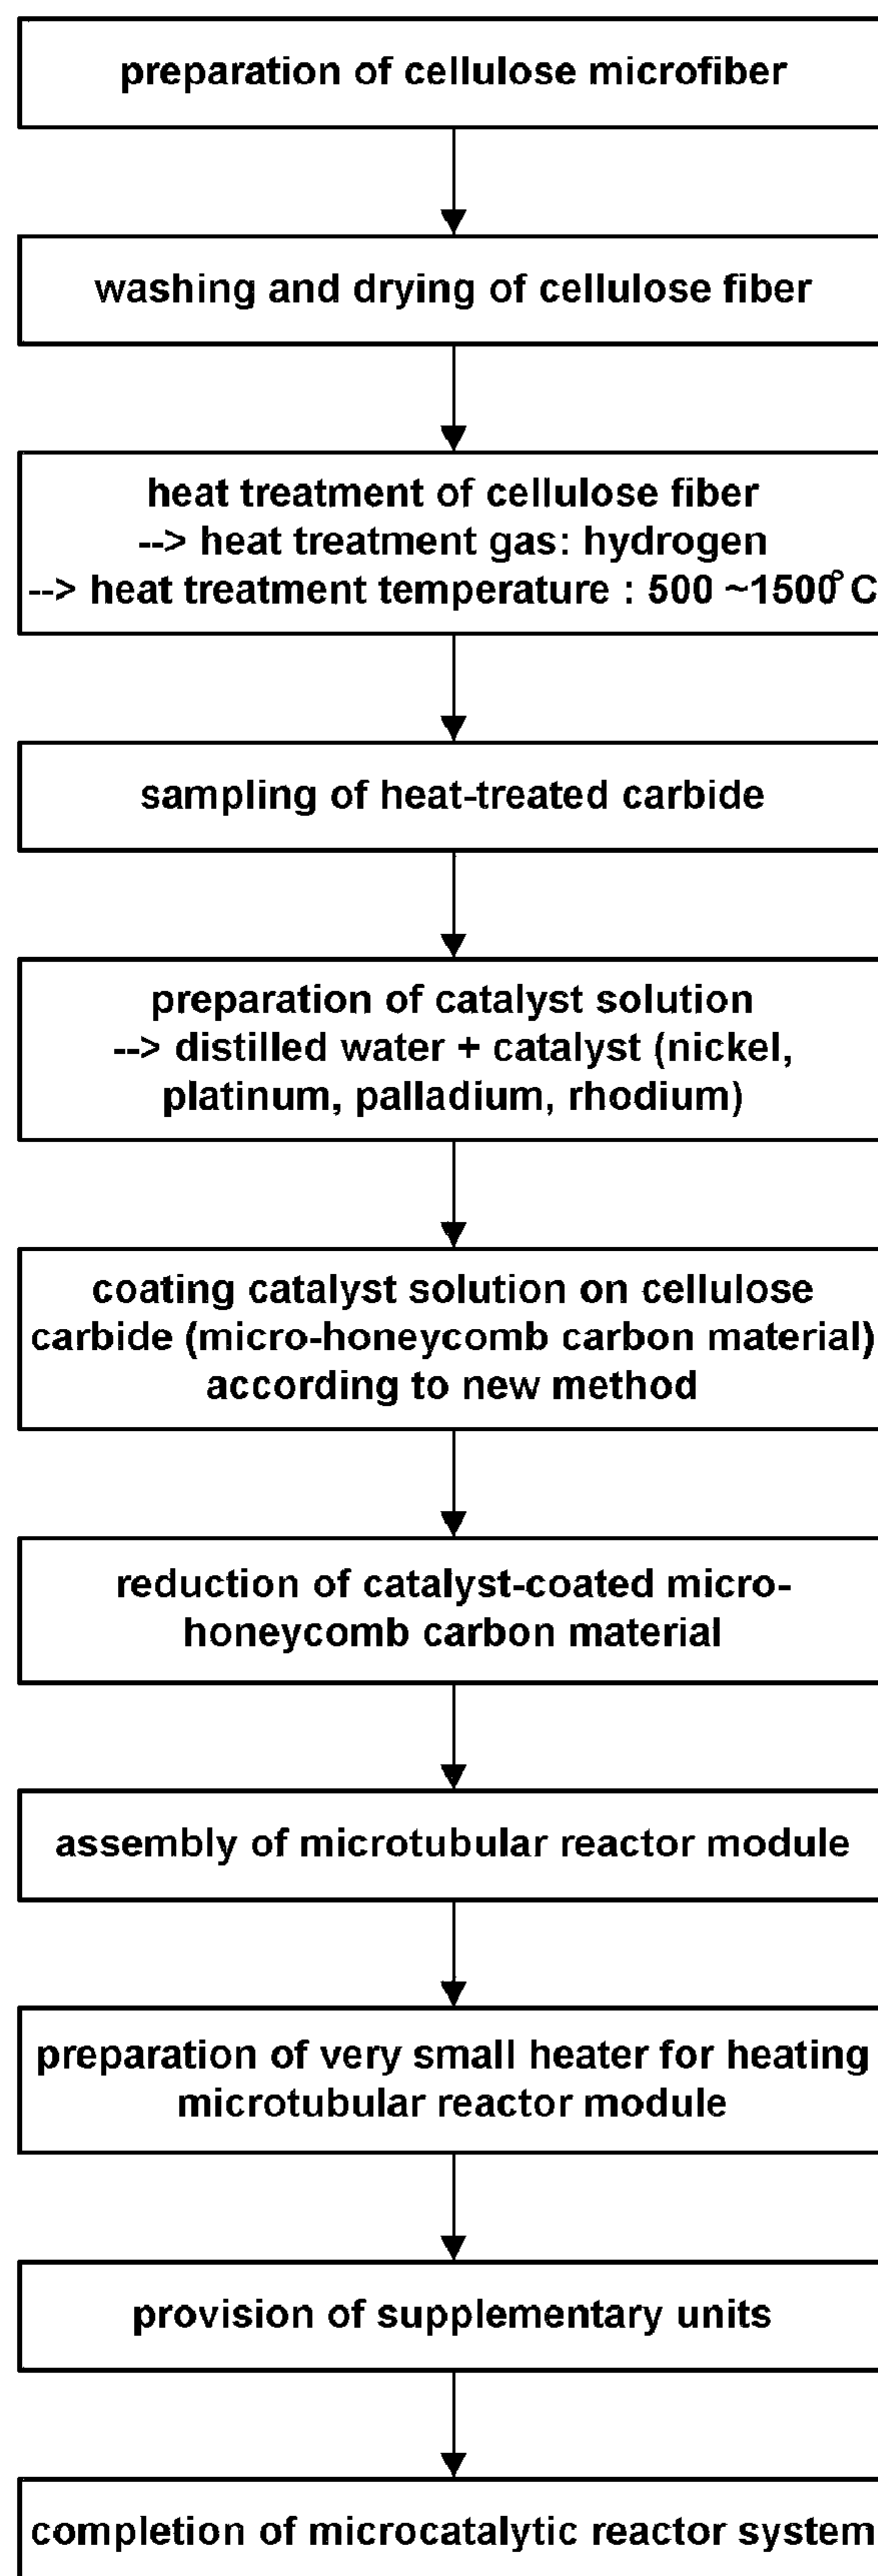 preparation of cellulose microfiber
washing and drying of cellulose fiber
heat treatment of cellulose fiber
--> heat treatment gas: hydrogen
--> heat treatment temperature : 500 ~1500°C
sampling of heat-treated carbide
preparation of catalyst solution
--> distilled water + catalyst (nickel,
platinum, palladium, rhodium)
coating catalyst solution on cellulose
carbide (micro-honeycomb carbon material)
according to new method
reduction of catalyst-coated micro-
honeycomb carbon material
assembly of microtubular reactor module
preparation of very small heater for heating
microtubular reactor module
provision of supplementary units
completion of microcatalytic reactor system